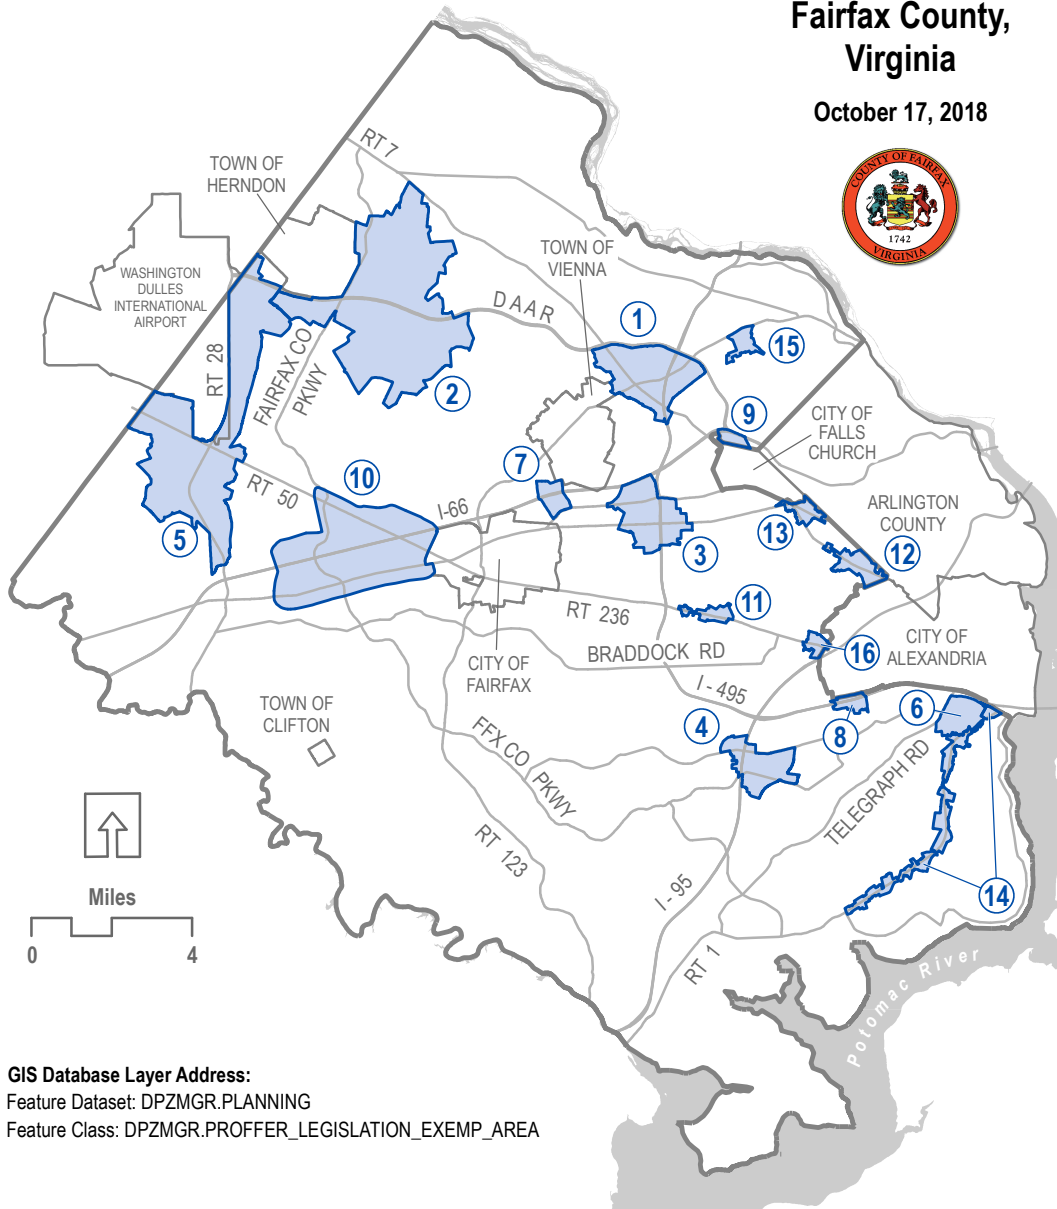 Fairfax County,
Virginia
October 17, 2018
COUNTY OF FAIRFAX
1742
VIRGINIA
RT 7
TOWN OF
HERNDON
TOWN OF
VIENNA
WASHINGTON
DULLES
INTERNATIONAL
AIRPORT
DAAR
1
15
RT 28
FAIRFAX CO
PKWY
2
9
CITY OF
FALLS
CHURCH
7
10
RT 50
I-66
ARLINGTON
COUNTY
5
3
13
12
11
RT 236
BRADDOCK RD
16
CITY OF
ALEXANDRIA
CITY OF
FAIRFAX
I - 495
TOWN OF
CLIFTON
4
8
6
FFX CO PKWY
TELEGRAPH RD
RT 123
I - 95
14
Miles
0
4
RT 1
Potomac River
GIS Database Layer Address:
Feature Dataset: DPZMGR.PLANNING
Feature Class: DPZMGR.PROFFER_LEGISLATION_EXEMP_AREA